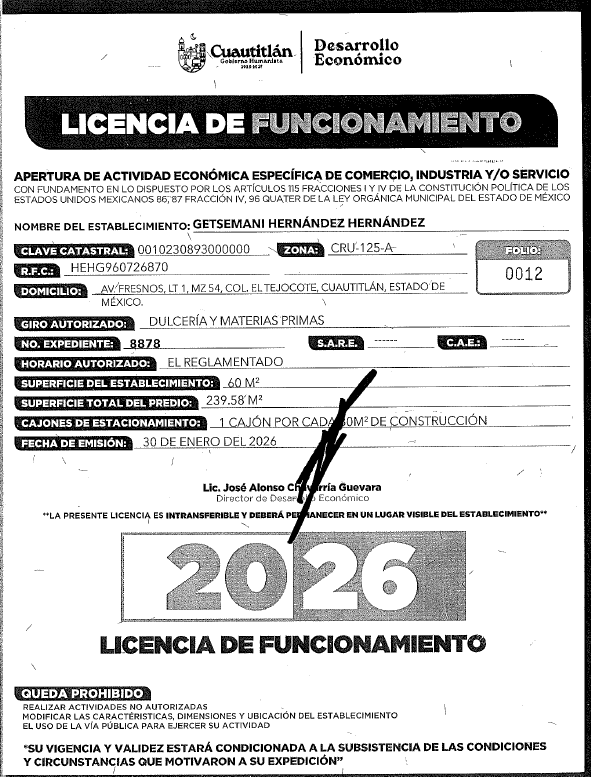 Cuautitlán
Gobierno Humanista
Desarrollo
Económico
LICENCIA DE FUNCIONAMIENTO
APERTURA DE ACTIVIDAD ECONÓMICA ESPECÍFICA DE COMERCIO, INDUSTRIA Y/O SERVICIO
CON FUNDAMENTO EN LO DISPUESTO POR LOS ARTÍCULOS 115 FRACCIONES I Y IV DE LA CONSTITUCIÓN POLÍTICA DE LOS
ESTADOS UNIDOS MEXICANOS 86, 87 FRACCIÓN IV, 96 QUATER DE LA LEY ORGÁNICA MUNICIPAL DEL ESTADO DE MÉXICO
NOMBRE DEL ESTABLECIMIENTO: GETSEMANI HERNÁNDEZ HERNÁNDEZ
CLAVE CATASTRAL: 0010230893000000 ZONA: CRU-125-A
FOLIO:
0012
R.F.C.: HEHG960726870
DOMICILIO: AV. FRESNOS, LT 1, MZ 54, COL. EL TEJOCOTE, CUAUTITLÁN, ESTADO DE
MÉXICO.
GIRO AUTORIZADO: DULCERÍA Y MATERIAS PRIMAS
NO. EXPEDIENTE: 8878 S.A.R.E. ------ C.A.E.: ------
HORARIO AUTORIZADO: EL REGLAMENTADO
SUPERFICIE DEL ESTABLECIMIENTO: 60 M²
SUPERFICIE TOTAL DEL PREDIO: 239.58 M²
CAJONES DE ESTACIONAMIENTO: 1 CAJÓN POR CADA DE CONSTRUCCIÓN
FECHA DE EMISIÓN: 30 DE ENERO DEL 2026
Lic. José Alonso Chavarría Guevara
Director de Desarrollo Económico
**LA PRESENTE LICENCIA ES INTRANSFERIBLE Y DEBERÁ PERMANECER EN UN LUGAR VISIBLE DEL ESTABLECIMIENTO**
2026
LICENCIA DE FUNCIONAMIENTO
QUEDA PROHIBIDO
REALIZAR ACTIVIDADES NO AUTORIZADAS
MODIFICAR LAS CARACTERÍSTICAS, DIMENSIONES Y UBICACIÓN DEL ESTABLECIMIENTO
EL USO DE LA VÍA PÚBLICA PARA EJERCER SU ACTIVIDAD
"SU VIGENCIA Y VALIDEZ ESTARÁ CONDICIONADA A LA SUBSISTENCIA DE LAS CONDICIONES
Y CIRCUNSTANCIAS QUE MOTIVARON A SU EXPEDICIÓN"